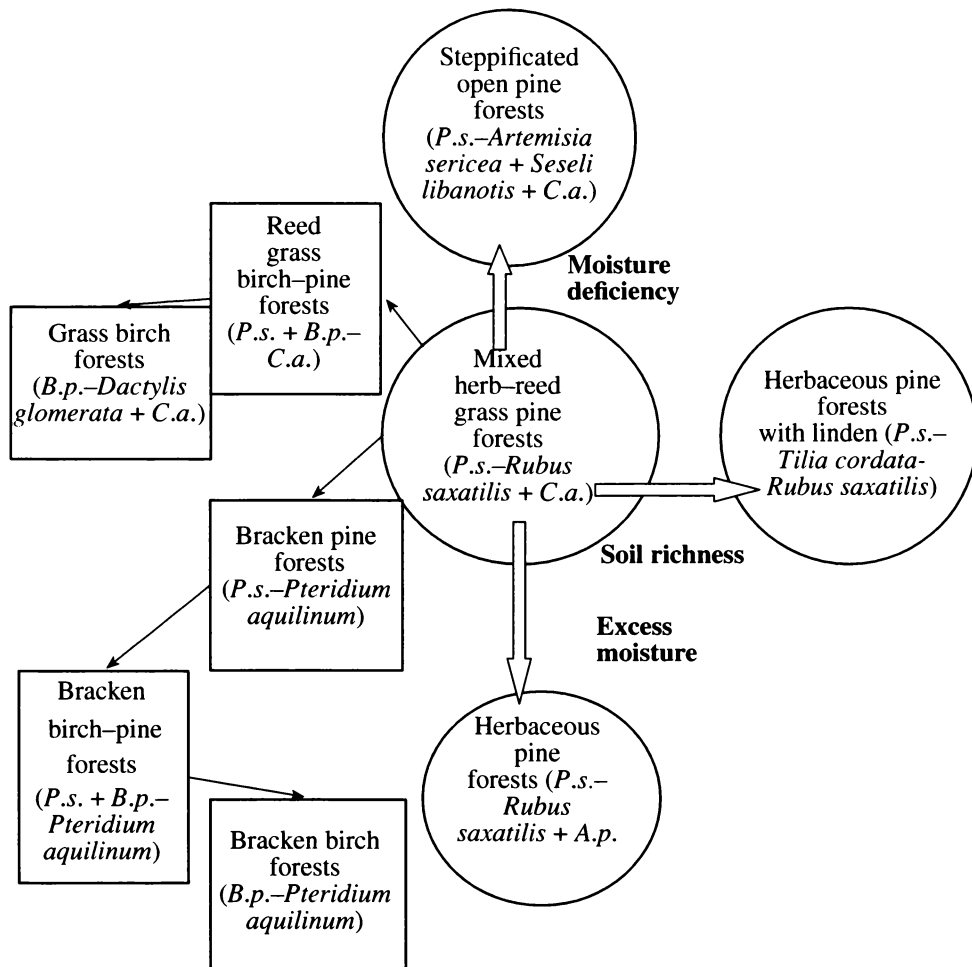 Steppificated
open pine
forests
(P.s.–Artemisia
sericea + Seseli
libanotis + C.a.)
Moisture
deficiency
Reed
grass
birch–pine
forests
(P.s. + B.p.–
C.a.)
Grass birch
forests
(B.p.–Dactylis
glomerata + C.a.)
Mixed
herb–reed
grass pine
forests
(P.s.–Rubus
saxatilis + C.a.)
Herbaceous pine
forests
with linden (P.s.–
Tilia cordata-
Rubus saxatilis)
Soil richness
Bracken pine
forests
(P.s.–Pteridium
aquilinum)
Excess
moisture
Bracken
birch–pine
forests
(P.s. + B.p.–
Pteridium
aquilinum)
Herbaceous
pine
forests (P.s.–
Rubus
saxatilis + A.p.
Bracken birch
forests
(B.p.–Pteridium
aquilinum)